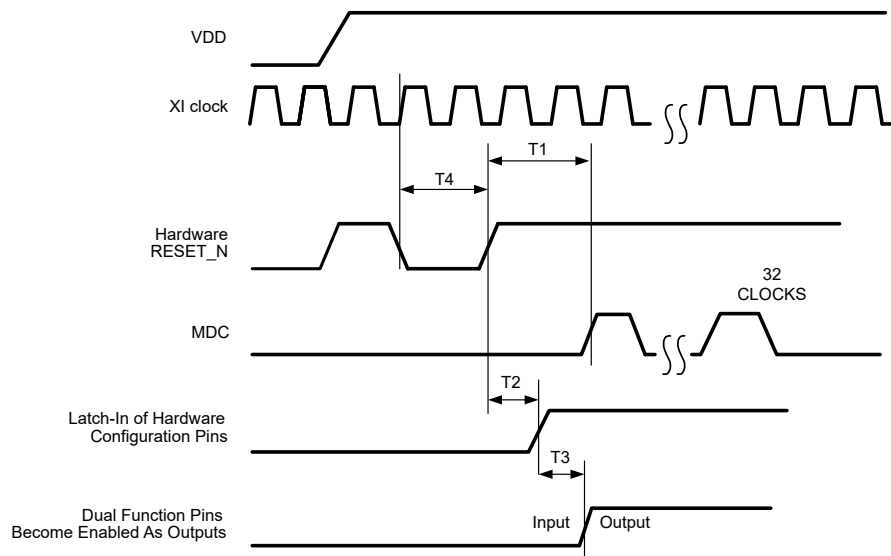 VDD
XI clock
T1
T4
Hardware
RESET_N
32
CLOCKS
MDC
T2
Latch-In of Hardware
Configuration Pins
T3
Dual Function Pins
Become Enabled As Outputs
Input
Output